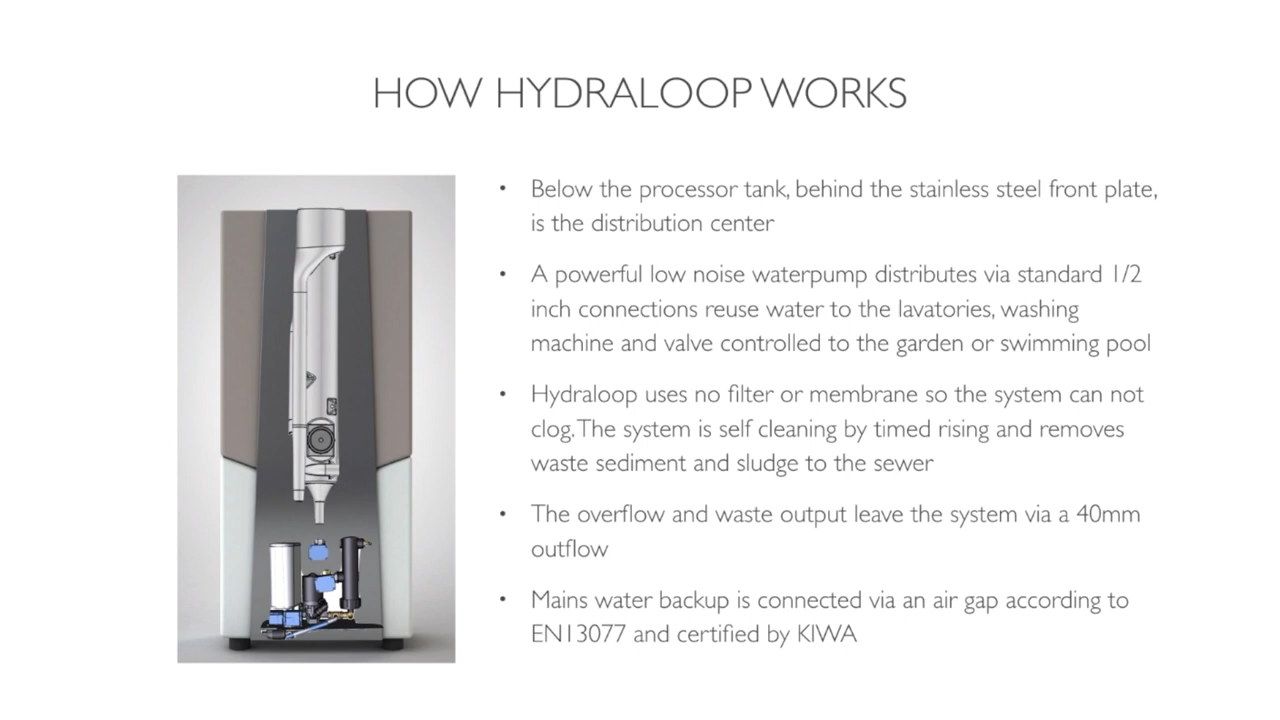 HOW HYDRALOOP WORKS
• Below the processor tank, behind the stainless steel front plate,
is the distribution center
• A powerful low noise waterpump distributes via standard 1/2
inch connections reuse water to the lavatories, washing
machine and valve controlled to the garden or swimming pool
• Hydraloop uses no filter or membrane so the system can not
clog. The system is self cleaning by timed rising and removes
waste sediment and sludge to the sewer
• The overflow and waste output leave the system via a 40mm
outflow
• Mains water backup is connected via an air gap according to
EN13077 and certified by KIWA